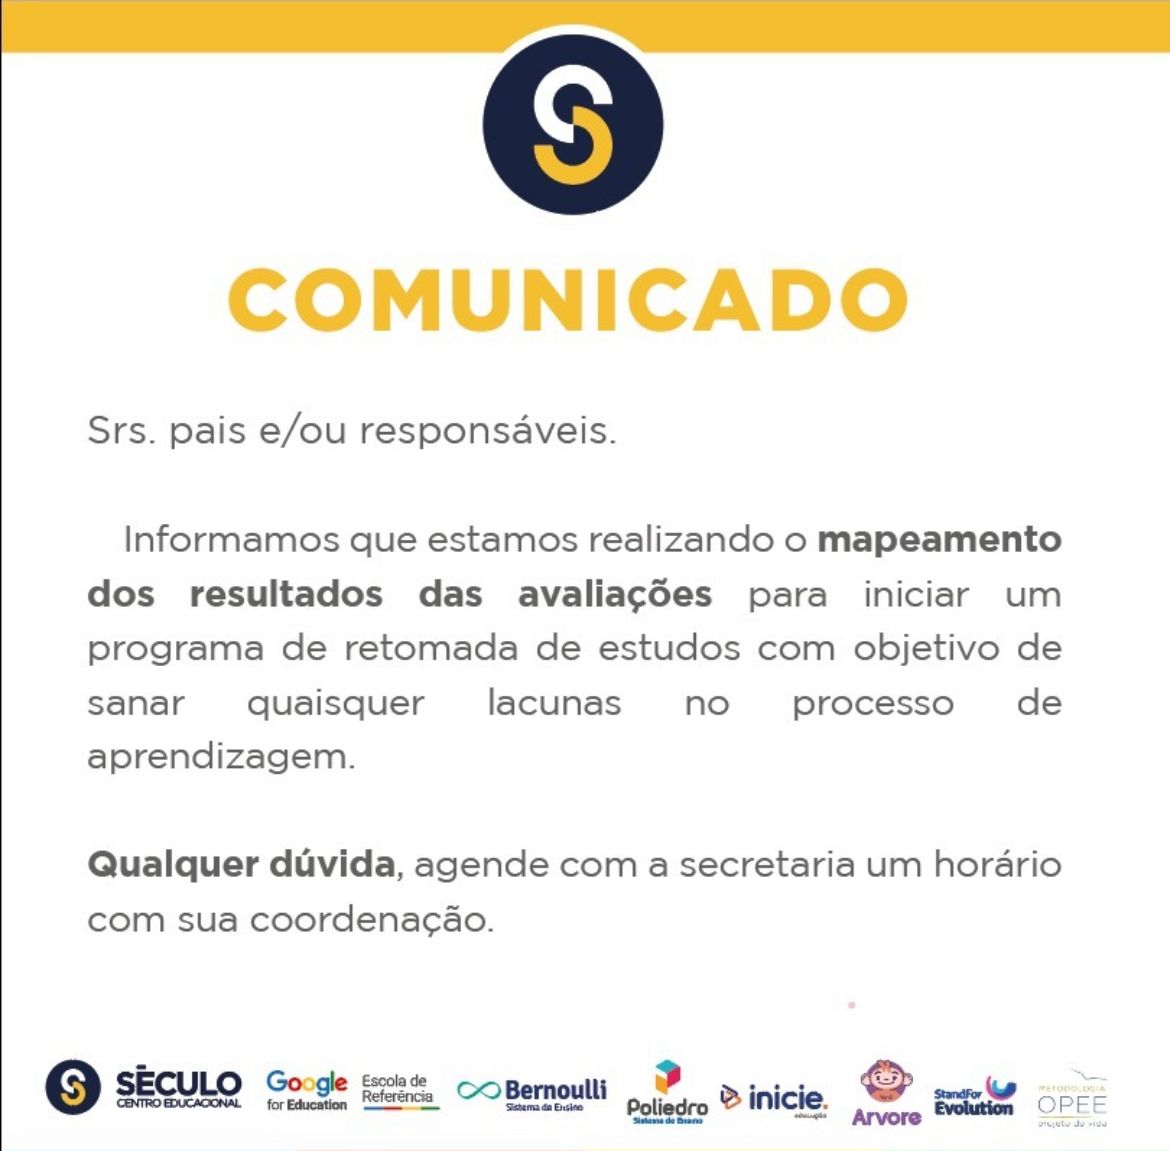 COMUNICADO
Srs. pais e/ou responsáveis.
Informamos que estamos realizando o mapeamento
dos resultados das avaliações para iniciar um
programa de retomada de estudos com objetivo de
sanar quaisquer lacunas no processo de
aprendizagem.
Qualquer dúvida, agende com a secretaria um horário
com sua coordenação.
SÉCULO
CENTRO EDUCACIONAL
Google
for Education
Escola de
Referência
Bernoulli
Sistema de Ensino
Poliedro
Sistema de Ensino
inicie.
educação
Arvore
StandFor
Evolution
METODOLOGIA
OPEE
projeto de vida